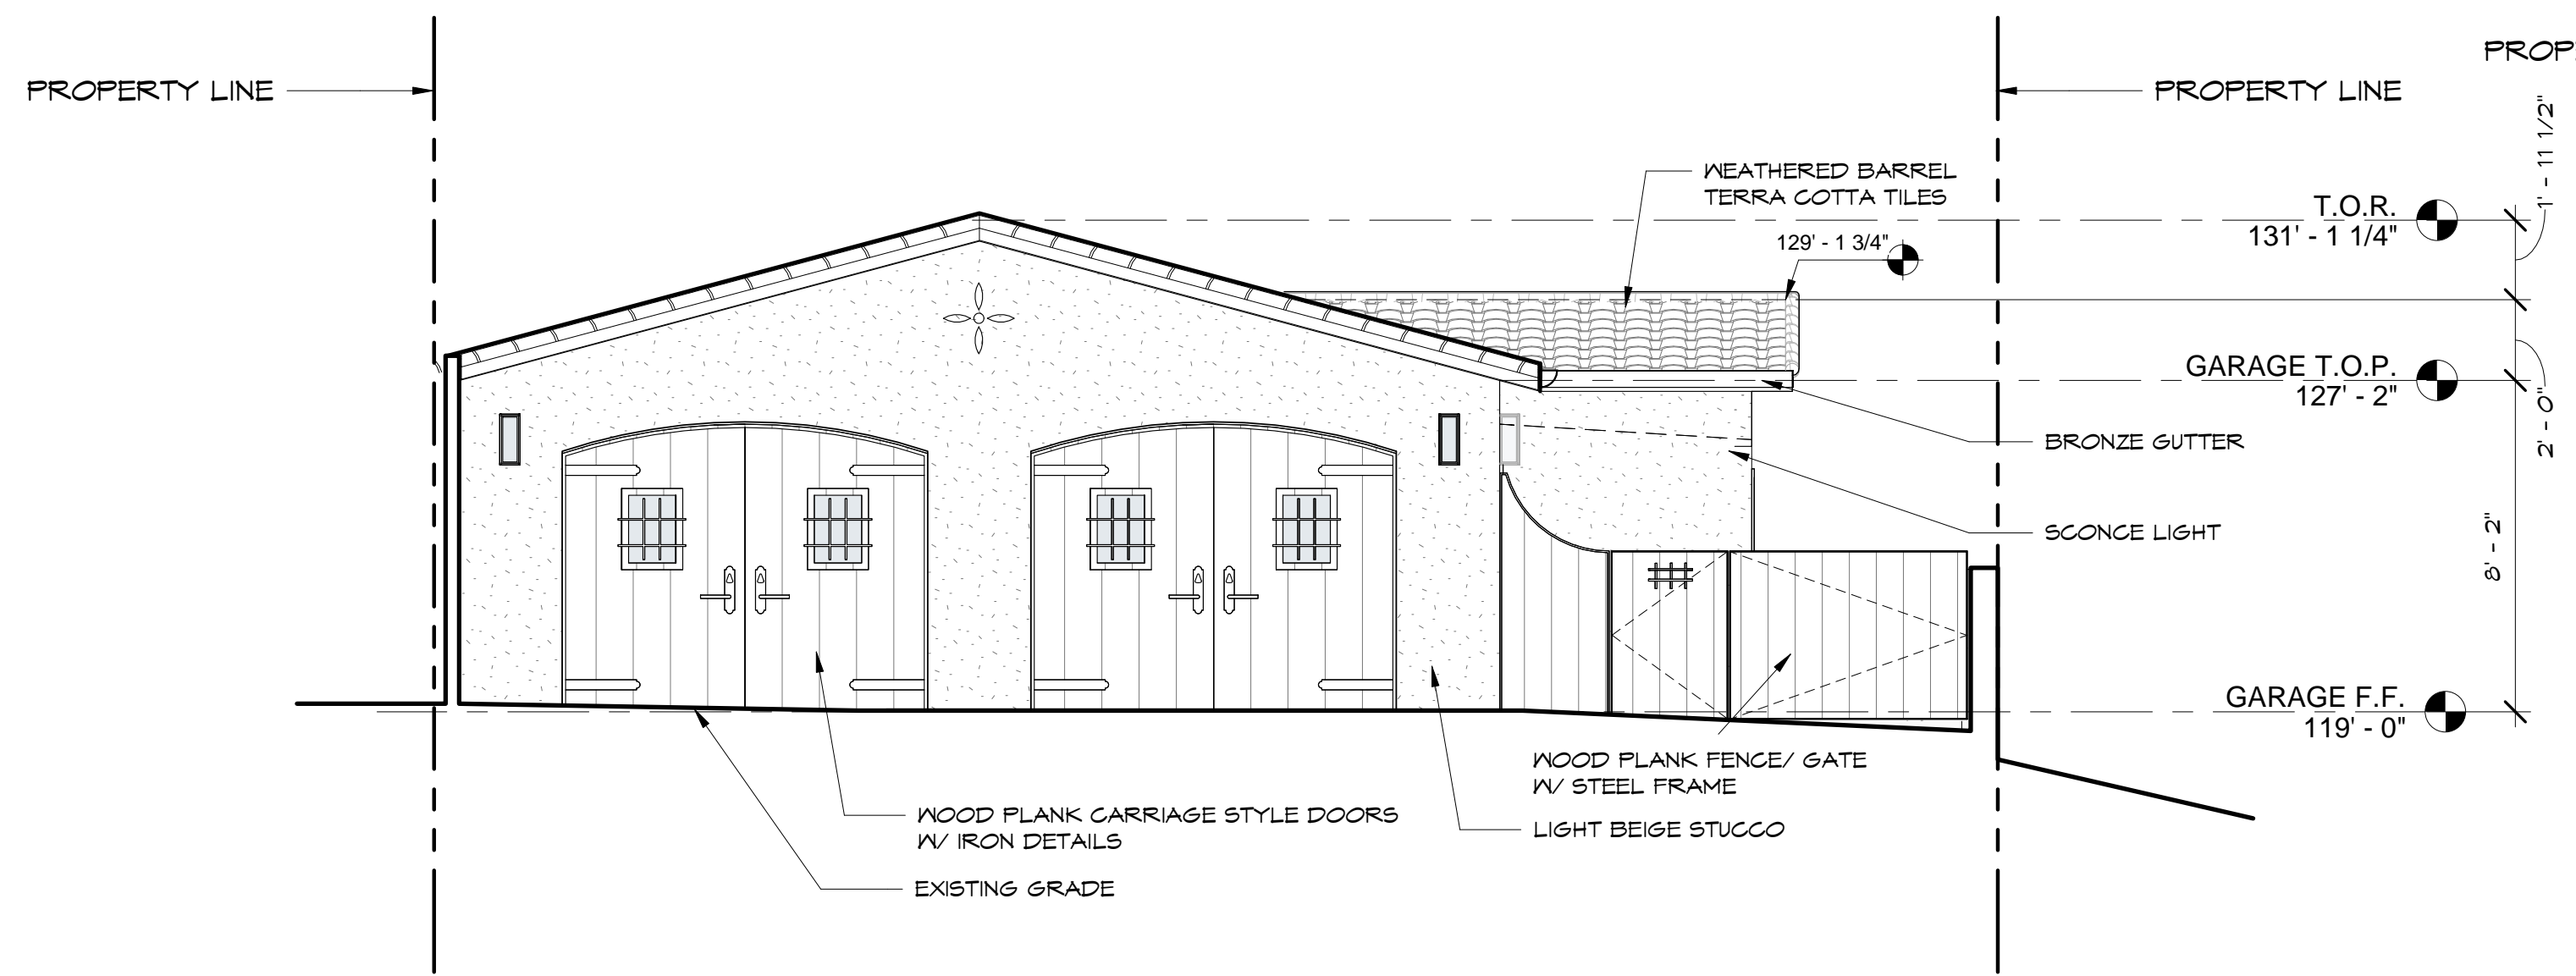 PROP
PROPERTY LINE
PROPERTY LINE
1' - 11 1/2"
WEATHERED BARREL
TERRA COTTA TILES
T.O.R.
131' - 1 1/4"
129' - 1 3/4"
GARAGE T.O.P.
127' - 2"
2' - 0"
BRONZE GUTTER
SCONCE LIGHT
8' - 2"
GARAGE F.F.
119' - 0"
WOOD PLANK FENCE/ GATE
W/ STEEL FRAME
WOOD PLANK CARRIAGE STYLE DOORS
W/ IRON DETAILS
LIGHT BEIGE STUCCO
EXISTING GRADE